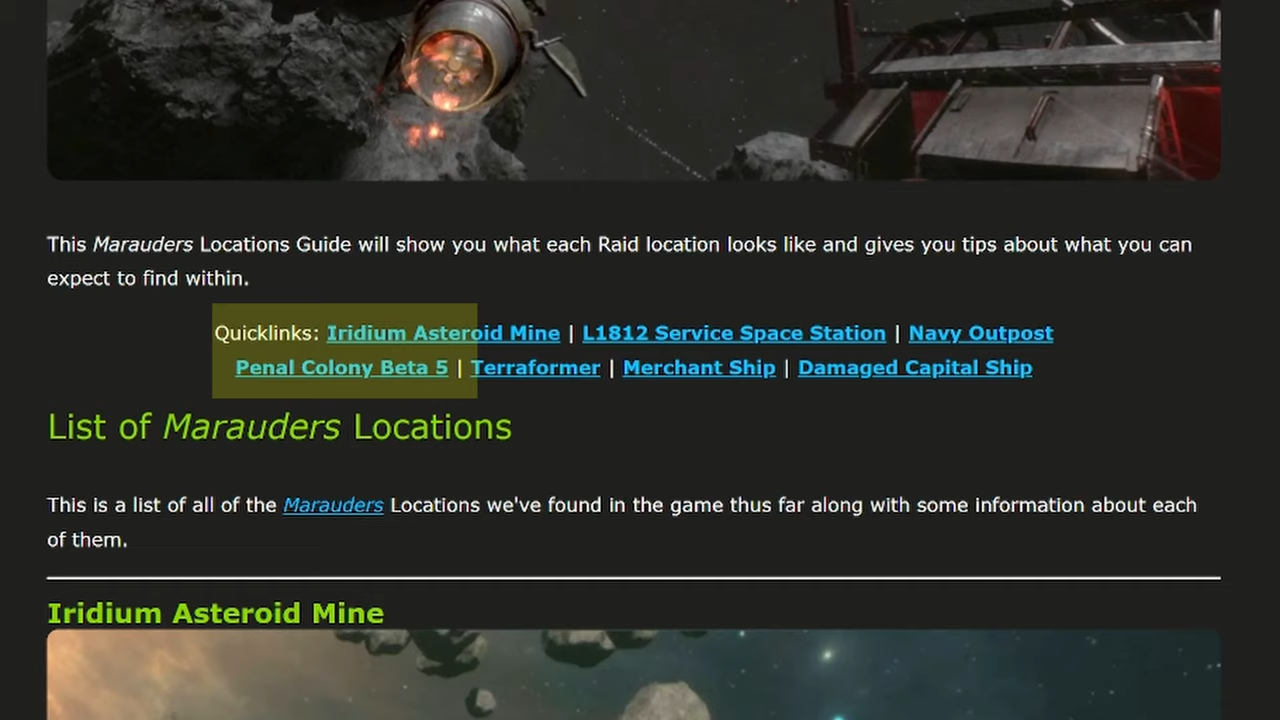 This Marauders Locations Guide will show you what each Raid location looks like and gives you tips about what you can
expect to find within.
Quicklinks: Iridium Asteroid Mine | L1812 Service Space Station | Navy Outpost
Penal Colony Beta 5 | Terraformer | Merchant Ship | Damaged Capital Ship
List of Marauders Locations
This is a list of all of the Marauders Locations we've found in the game thus far along with some information about each
of them.
Iridium Asteroid Mine